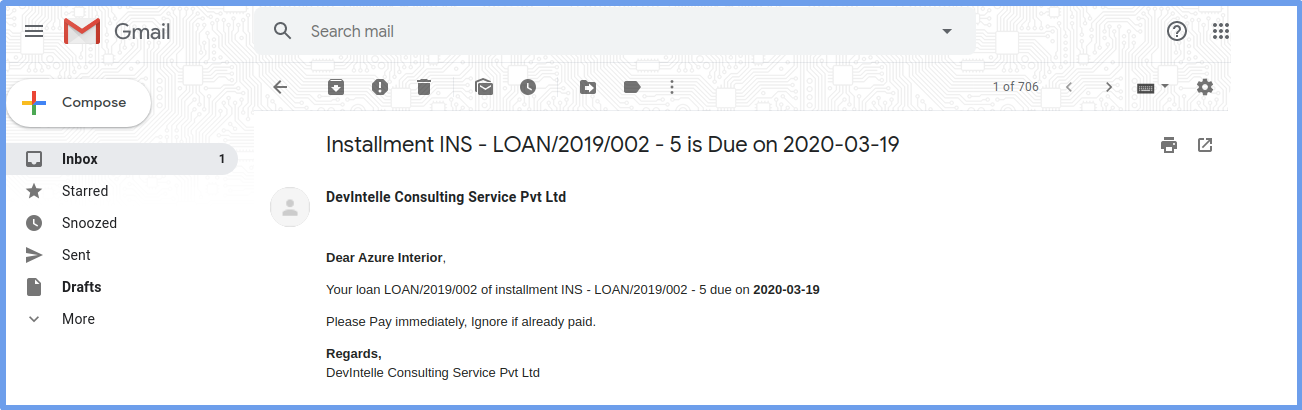 Gmail
Search mail
Compose
1 of 706
Inbox 1
Starred
Snoozed
Sent
Drafts
More
Installment INS - LOAN/2019/002 - 5 is Due on 2020-03-19
DevIntelle Consulting Service Pvt Ltd
Dear Azure Interior,
Your loan LOAN/2019/002 of installment INS - LOAN/2019/002 - 5 due on 2020-03-19
Please Pay immediately, Ignore if already paid.
Regards,
DevIntelle Consulting Service Pvt Ltd